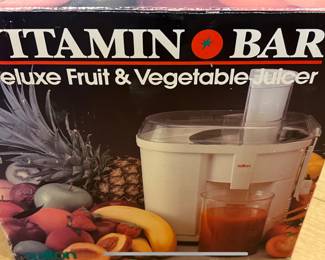 ITAMIN BAR
eluxe Fruit & Vegetable Juicer